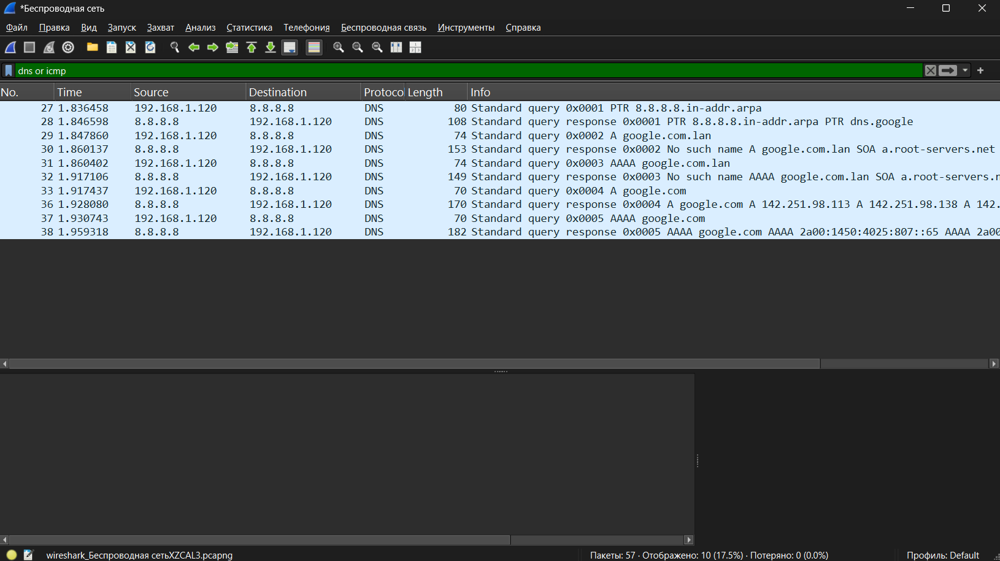 *Беспроводная сеть
Файл Правка Вид Запуск Захват Анализ Статистика Телефония Беспроводная связь Инструменты Справка
dns or icmp
No. Time Source Destination Protoco Length Info
27 1.836458 192.168.1.120 8.8.8.8 DNS 80 Standard query 0x0001 PTR 8.8.8.8.in-addr.arpa
28 1.846598 8.8.8.8 192.168.1.120 DNS 108 Standard query response 0x0001 PTR 8.8.8.8.in-addr.arpa PTR dns.google
29 1.847860 192.168.1.120 8.8.8.8 DNS 74 Standard query 0x0002 A google.com.lan
30 1.860137 8.8.8.8 192.168.1.120 DNS 153 Standard query response 0x0002 No such name A google.com.lan SOA a.root-servers.net
31 1.860402 192.168.1.120 8.8.8.8 DNS 74 Standard query 0x0003 AAAA google.com.lan
32 1.917106 8.8.8.8 192.168.1.120 DNS 149 Standard query response 0x0003 No such name AAAA google.com.lan SOA a.root-servers.n
33 1.917437 192.168.1.120 8.8.8.8 DNS 70 Standard query 0x0004 A google.com
36 1.928080 8.8.8.8 192.168.1.120 DNS 170 Standard query response 0x0004 A google.com A 142.251.98.113 A 142.251.98.138 A 142.
37 1.930743 192.168.1.120 8.8.8.8 DNS 70 Standard query 0x0005 AAAA google.com
38 1.959318 8.8.8.8 192.168.1.120 DNS 182 Standard query response 0x0005 AAAA google.com AAAA 2a00:1450:4025:807::65 AAAA 2a00
wireshark_Беспроводная сетьXZCAL3.pcapng Пакеты: 57 · Отображено: 10 (17.5%) · Потеряно: 0 (0.0%) Профиль: Default